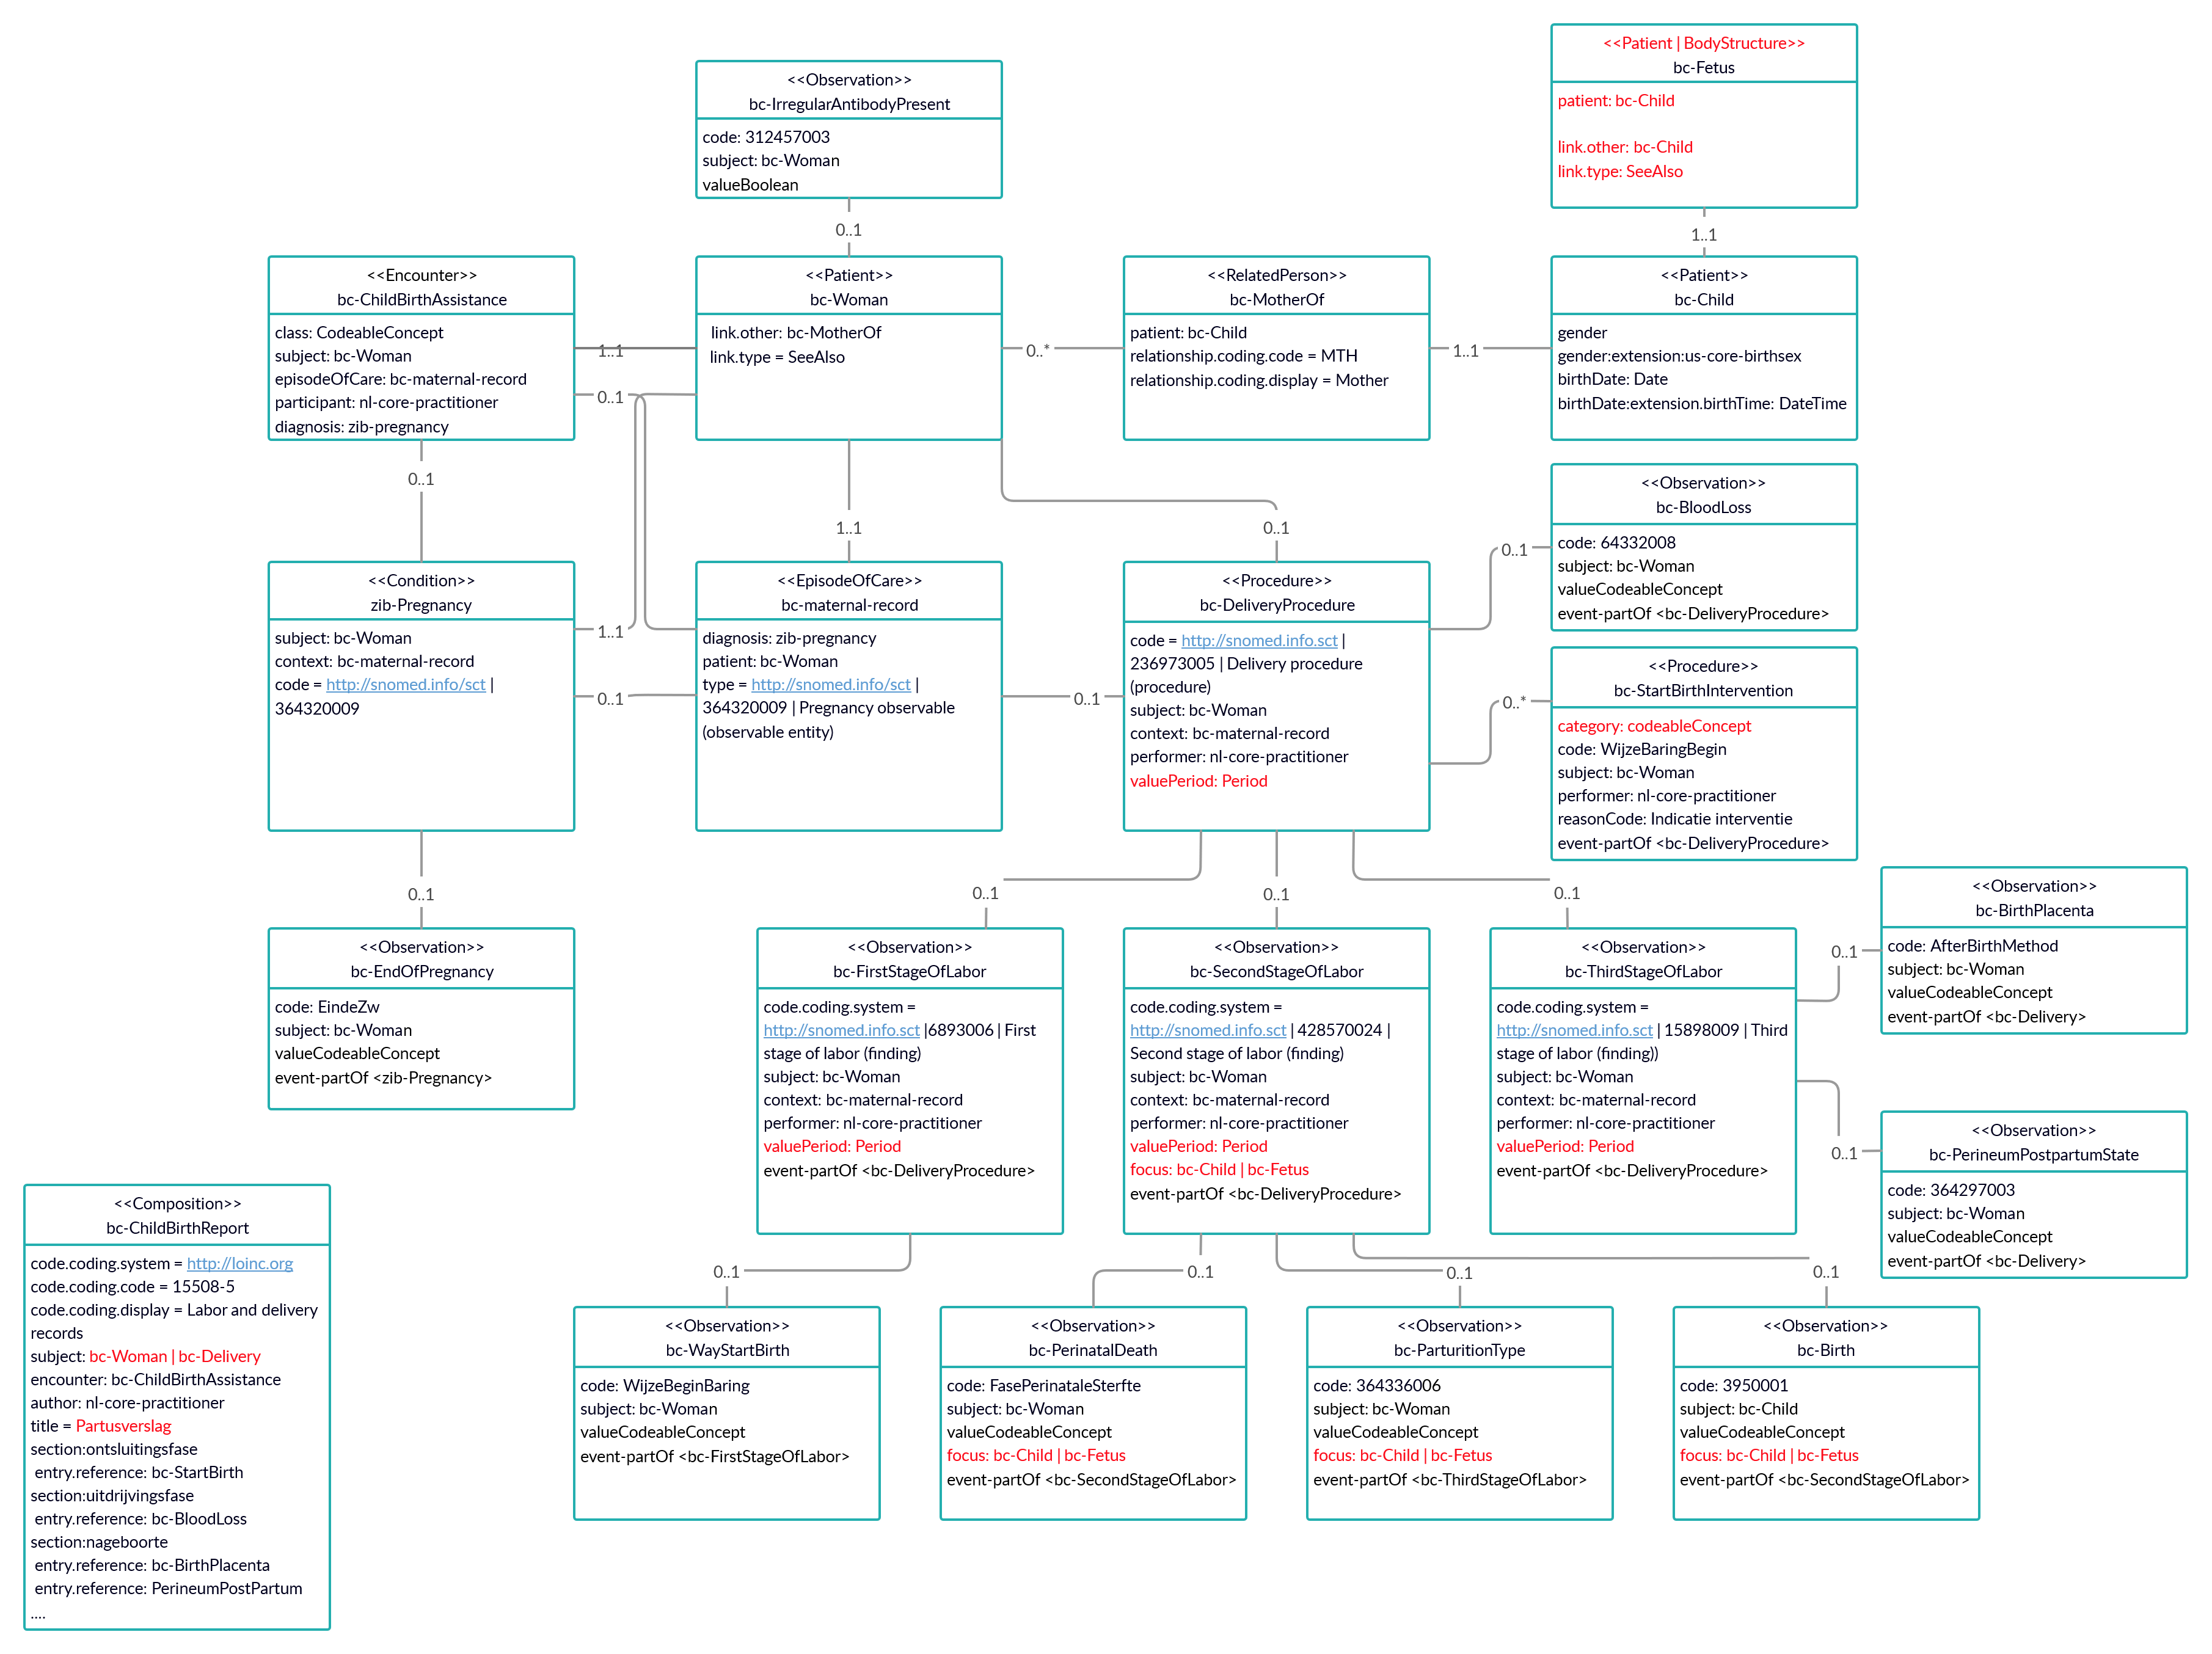 <<Patient | BodyStructure>>
bc-Fetus
patient: bc-Child
link.other: bc-Child
link.type: SeeAlso
<<Observation>>
bc-IrregularAntibodyPresent
code: 312457003
subject: bc-Woman
valueBoolean
0..1
1..1
<<Encounter>>
bc-ChildBirthAssistance
class: CodeableConcept
subject: bc-Woman
episodeOfCare: bc-maternal-record
participant: nl-core-practitioner
diagnosis: zib-pregnancy
1..1
0..1
<<Patient>>
bc-Woman
link.other: bc-MotherOf
link.type = SeeAlso
0..*
<<RelatedPerson>>
bc-MotherOf
patient: bc-Child
relationship.coding.code = MTH
relationship.coding.display = Mother
1..1
<<Patient>>
bc-Child
gender
gender:extension:us-core-birthsex
birthDate: Date
birthDate:extension.birthTime: DateTime
0..1
1..1
0..1
<<Observation>>
bc-BloodLoss
code: 64332008
subject: bc-Woman
valueCodeableConcept
event-partOf <bc-DeliveryProcedure>
0..1
<<Condition>>
zib-Pregnancy
subject: bc-Woman
context: bc-maternal-record
code = http://snomed.info/sct |
364320009
1..1
0..1
<<EpisodeOfCare>>
bc-maternal-record
diagnosis: zib-pregnancy
patient: bc-Woman
type = http://snomed.info/sct |
364320009 | Pregnancy observable
(observable entity)
0..1
<<Procedure>>
bc-DeliveryProcedure
code = http://snomed.info.sct |
236973005 | Delivery procedure
(procedure)
subject: bc-Woman
context: bc-maternal-record
performer: nl-core-practitioner
valuePeriod: Period
0..*
<<Procedure>>
bc-StartBirthIntervention
category: codeableConcept
code: WijzeBaringBegin
subject: bc-Woman
performer: nl-core-practitioner
reasonCode: Indicatie interventie
event-partOf <bc-DeliveryProcedure>
0..1
0..1
0..1
0..1
<<Observation>>
bc-EndOfPregnancy
code: EindeZw
subject: bc-Woman
valueCodeableConcept
event-partOf <zib-Pregnancy>
<<Observation>>
bc-FirstStageOfLabor
code.coding.system =
http://snomed.info.sct |6893006 | First
stage of labor (finding)
subject: bc-Woman
context: bc-maternal-record
performer: nl-core-practitioner
valuePeriod: Period
event-partOf <bc-DeliveryProcedure>
<<Observation>>
bc-SecondStageOfLabor
code.coding.system =
http://snomed.info.sct | 428570024 |
Second stage of labor (finding)
subject: bc-Woman
context: bc-maternal-record
performer: nl-core-practitioner
valuePeriod: Period
focus: bc-Child | bc-Fetus
event-partOf <bc-DeliveryProcedure>
<<Observation>>
bc-ThirdStageOfLabor
code.coding.system =
http://snomed.info.sct | 15898009 | Third
stage of labor (finding))
subject: bc-Woman
context: bc-maternal-record
performer: nl-core-practitioner
valuePeriod: Period
event-partOf <bc-DeliveryProcedure>
0..1
<<Observation>>
bc-BirthPlacenta
code: AfterBirthMethod
subject: bc-Woman
valueCodeableConcept
event-partOf <bc-Delivery>
0..1
<<Observation>>
bc-PerineumPostpartumState
code: 364297003
subject: bc-Woman
valueCodeableConcept
event-partOf <bc-Delivery>
<<Composition>>
bc-ChildBirthReport
code.coding.system = http://loinc.org
code.coding.code = 15508-5
code.coding.display = Labor and delivery
records
subject: bc-Woman | bc-Delivery
encounter: bc-ChildBirthAssistance
author: nl-core-practitioner
title = Partusverslag
section:ontsluitingsfase
entry.reference: bc-StartBirth
section:uitdrijvingsfase
entry.reference: bc-BloodLoss
section:nageboorte
entry.reference: bc-BirthPlacenta
entry.reference: PerineumPostPartum
....
0..1
0..1
0..1
0..1
<<Observation>>
bc-WayStartBirth
code: WijzeBeginBaring
subject: bc-Woman
valueCodeableConcept
event-partOf <bc-FirstStageOfLabor>
<<Observation>>
bc-PerinatalDeath
code: FasePerinataleSterfte
subject: bc-Woman
valueCodeableConcept
focus: bc-Child | bc-Fetus
event-partOf <bc-SecondStageOfLabor>
<<Observation>>
bc-ParturitionType
code: 364336006
subject: bc-Woman
valueCodeableConcept
focus: bc-Child | bc-Fetus
event-partOf <bc-ThirdStageOfLabor>
<<Observation>>
bc-Birth
code: 3950001
subject: bc-Child
valueCodeableConcept
focus: bc-Child | bc-Fetus
event-partOf <bc-SecondStageOfLabor>